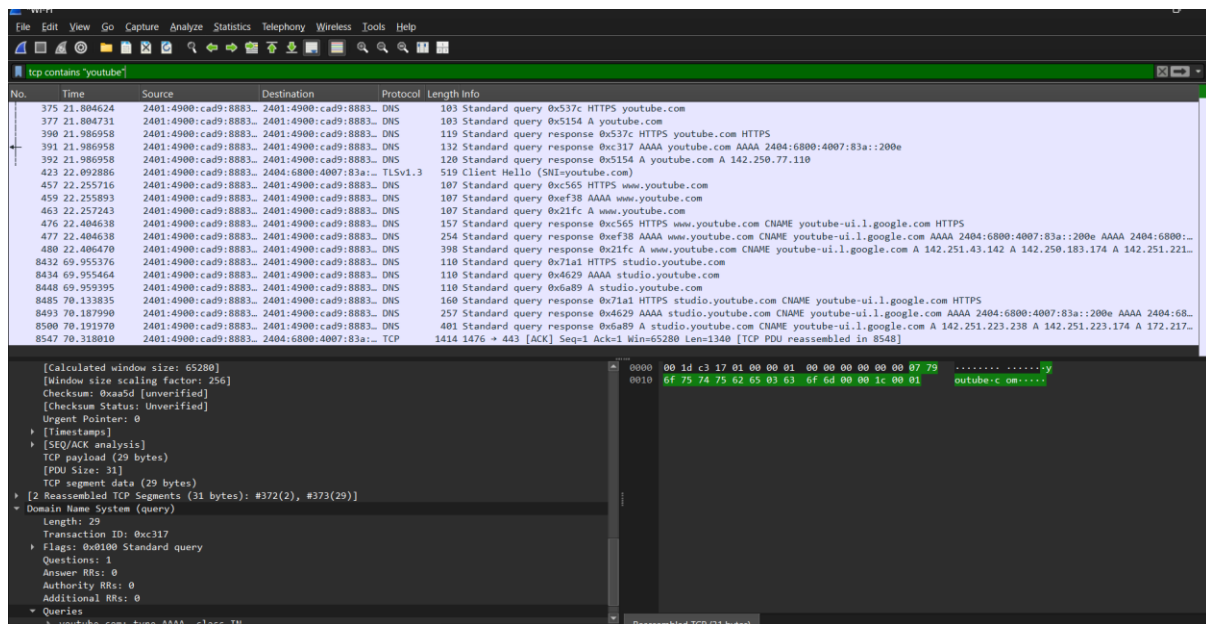 Wi-Fi
File Edit View Go Capture Analyze Statistics Telephony Wireless Tools Help
tcp contains "youtube"
No. Time Source Destination Protocol Length Info
375 21.804624 2401:4900:cad9:8883… 2401:4900:cad9:8883… DNS 103 Standard query 0x537c HTTPS youtube.com
377 21.804731 2401:4900:cad9:8883… 2401:4900:cad9:8883… DNS 103 Standard query 0x5154 A youtube.com
390 21.986958 2401:4900:cad9:8883… 2401:4900:cad9:8883… DNS 119 Standard query response 0x537c HTTPS youtube.com HTTPS
391 21.986958 2401:4900:cad9:8883… 2401:4900:cad9:8883… DNS 132 Standard query response 0xc317 AAAA youtube.com AAAA 2404:6800:4007:83a::200e
392 21.986958 2401:4900:cad9:8883… 2401:4900:cad9:8883… DNS 120 Standard query response 0x5154 A youtube.com A 142.250.77.110
423 22.092886 2401:4900:cad9:8883… 2404:6800:4007:83a:… TLSv1.3 519 Client Hello (SNI=youtube.com)
457 22.255716 2401:4900:cad9:8883… 2401:4900:cad9:8883… DNS 107 Standard query 0xc565 HTTPS www.youtube.com
459 22.255893 2401:4900:cad9:8883… 2401:4900:cad9:8883… DNS 107 Standard query 0xef38 AAAA www.youtube.com
463 22.257243 2401:4900:cad9:8883… 2401:4900:cad9:8883… DNS 107 Standard query 0x21fc A www.youtube.com
476 22.404638 2401:4900:cad9:8883… 2401:4900:cad9:8883… DNS 157 Standard query response 0xc565 HTTPS www.youtube.com CNAME youtube-ui.l.google.com HTTPS
477 22.404638 2401:4900:cad9:8883… 2401:4900:cad9:8883… DNS 254 Standard query response 0xef38 AAAA www.youtube.com CNAME youtube-ui.l.google.com AAAA 2404:6800:4007:83a::200e AAAA 2404:6800:…
480 22.406470 2401:4900:cad9:8883… 2401:4900:cad9:8883… DNS 398 Standard query response 0x21fc A www.youtube.com CNAME youtube-ui.l.google.com A 142.251.43.142 A 142.250.183.174 A 142.251.221…
8432 69.955376 2401:4900:cad9:8883… 2401:4900:cad9:8883… DNS 110 Standard query 0x71a1 HTTPS studio.youtube.com
8434 69.955464 2401:4900:cad9:8883… 2401:4900:cad9:8883… DNS 110 Standard query 0x4629 AAAA studio.youtube.com
8448 69.959395 2401:4900:cad9:8883… 2401:4900:cad9:8883… DNS 110 Standard query 0x6a89 A studio.youtube.com
8485 70.133835 2401:4900:cad9:8883… 2401:4900:cad9:8883… DNS 160 Standard query response 0x71a1 HTTPS studio.youtube.com CNAME youtube-ui.l.google.com HTTPS
8493 70.187990 2401:4900:cad9:8883… 2401:4900:cad9:8883… DNS 257 Standard query response 0x4629 AAAA studio.youtube.com CNAME youtube-ui.l.google.com AAAA 2404:6800:4007:83a::200e AAAA 2404:68…
8500 70.191970 2401:4900:cad9:8883… 2401:4900:cad9:8883… DNS 401 Standard query response 0x6a89 A studio.youtube.com CNAME youtube-ui.l.google.com A 142.251.223.238 A 142.251.223.174 A 172.217…
8547 70.318010 2401:4900:cad9:8883… 2404:6800:4007:83a:… TCP 1414 1476 → 443 [ACK] Seq=1 Ack=1 Win=65280 Len=1340 [TCP PDU reassembled in 8548]
[Calculated window size: 65280]
[Window size scaling factor: 256]
Checksum: 0xaa5d [unverified]
[Checksum Status: Unverified]
Urgent Pointer: 0
[Timestamps]
[SEQ/ACK analysis]
TCP payload (29 bytes)
[PDU Size: 31]
TCP segment data (29 bytes)
[2 Reassembled TCP Segments (31 bytes): #372(2), #373(29)]
Domain Name System (query)
Length: 29
Transaction ID: 0xc317
Flags: 0x0100 Standard query
Questions: 1
Answer RRs: 0
Authority RRs: 0
Additional RRs: 0
Queries
youtube.com: type AAAA, class IN
0000 00 1d c3 17 01 00 00 01 00 00 00 00 00 00 07 79 ········ ·······y
0010 6f 75 74 75 62 65 03 63 6f 6d 00 00 1c 00 01 outube·c om·····
Reassembled TCP (31 bytes)